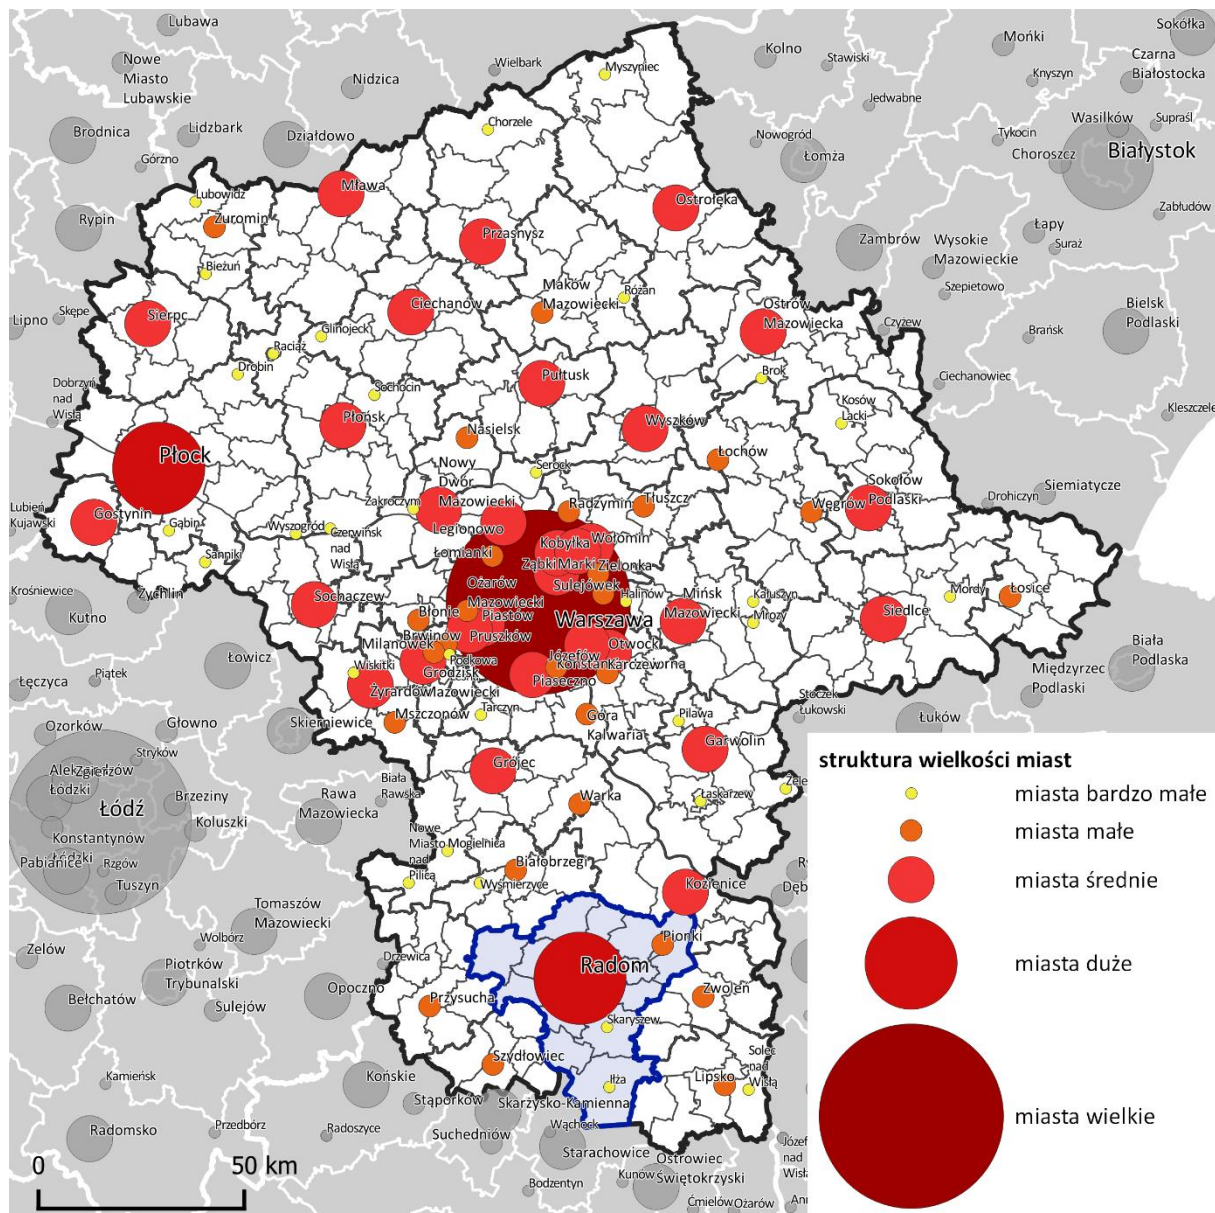 Lubawa
Sokółka
Nowe
Miasto
Lubawskie
Nidzica
Wielbark
Myszyniec
Kolno
Stawiski
Mońki
Knyszyn
Czarna
Białostocka
Jedwabne
Brodnica
Lidzbark
Działdowo
Chorzele
Nowogród
Łomża
Tykocin
Wasilków
Supraśl
Choroszcz
Białystok
Górzno
Lubowidz
Mława
Ostrołęka
Zabłudów
Rypin
Żuromin
Przasnysz
Zambrów
Wysokie
Mazowieckie
Łapy
Suraż
Bieżuń
Szepietowo
Skępe
Lipno
Sierpc
Ciechanów
Maków
Mazowiecki
Różan
Ostrów
Mazowiecka
Czyżew
Bielsk
Podlaski
Brańsk
Glinojeck
Raciąż
Drobin
Sochocin
Pułtusk
Brok
Ciechanowiec
Dobrzyń
nad
Wisłą
Kosów
Lacki
Kleszczele
Płońsk
Nasielsk
Wyszków
Łochów
Płock
Nowy
Dwór
Mazowiecki
Serock
Sokołów
Podlaski
Siemiatycze
Drohiczyn
Zakroczym
Radzymin
Tłuszcz
Węgrów
Lubień
Kujawski
Gostynin
Gąbin
Wyszogród
Czerwińsk
nad
Wisłą
Legionowo
Sanniki
Łomianki
Kobyłka
Wołomin
Ząbki
Marki
Zielonka
Krośniewice
Kutno
Żychlin
Sochaczew
Ożarów
Mazowiecki
Sulejówek
Halinów
Mińsk
Mazowiecki
Kałuszyn
Mrozy
Siedlce
Mordy
Łosice
Błonie
Piastów
Warszawa
Brwinów
Pruszków
Milanówek
Otwock
Józefów
Karczew
Podkowa
Grodzisk
Mazowiecki
Piaseczno
Wiskitki
Żyrardów
Łowicz
Łęczyca
Piątek
Międzyrzec
Podlaski
Biała
Podlaska
Stoczek
Łukowski
Łuków
Ozorków
Głowno
Skierniewice
Mszczonów
Tarczyn
Góra
Kalwaria
Pilawa
Garwolin
Stryków
Aleksandrów
Łódzki
Zgierz
Łódź
Brzeziny
Koluszki
Rawa
Mazowiecka
Biała
Rawska
Grójec
Warka
Łaskarzew
Konstantynów
Łódzki
Pabianice
Rzgów
Tuszyn
Nowe
Miasto
nad
Pilicą
Mogielnica
Białobrzegi
Wyśmierzyce
Kozienice
Tomaszów
Mazowiecki
Zelów
Wolbórz
Piotrków
Trybunalski
Sulejów
Bełchatów
Drzewica
Opoczno
Przysucha
Radom
Pionki
Zwoleń
Skaryszew
Szydłowiec
Iłża
Lipsko
Solec
nad
Wisłą
Kamieńsk
Końskie
Stąporków
Skarżysko-Kamienna
Radomsko
Przedbórz
Radoszyce
Suchedniów
Wąchock
Starachowice
Bodzentyn
Kunów
Ostrowiec
Świętokrzyski
Ćmielów
Ożarów
Józefów
nad
Wisłą
0
50 km
struktura wielkości miast
miasta bardzo małe
miasta małe
miasta średnie
miasta duże
miasta wielkie